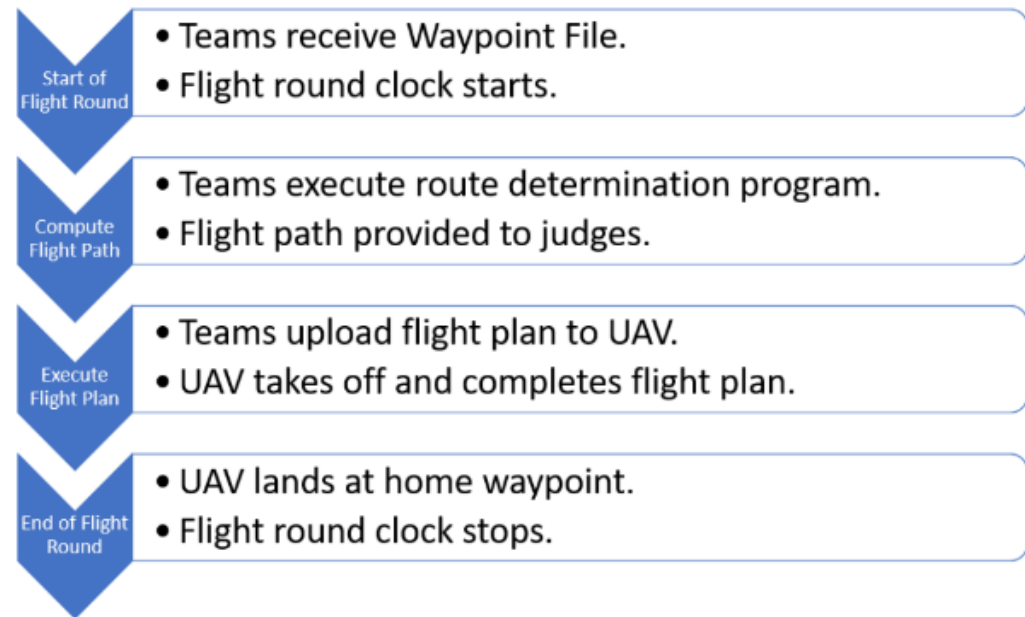 Start of
Flight Round
• Teams receive Waypoint File.
• Flight round clock starts.
Compute
Flight Path
• Teams execute route determination program.
• Flight path provided to judges.
Execute
Flight Plan
• Teams upload flight plan to UAV.
• UAV takes off and completes flight plan.
End of Flight
Round
• UAV lands at home waypoint.
• Flight round clock stops.